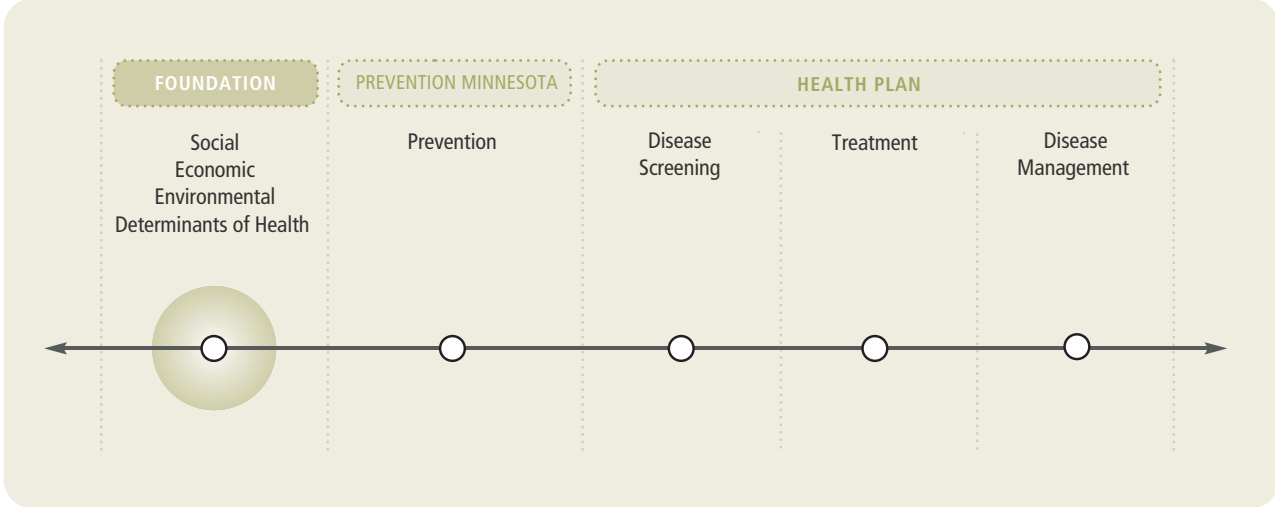 FOUNDATION
PREVENTION MINNESOTA
HEALTH PLAN
Social
Economic
Environmental
Determinants of Health
Prevention
Disease
Screening
Treatment
Disease
Management